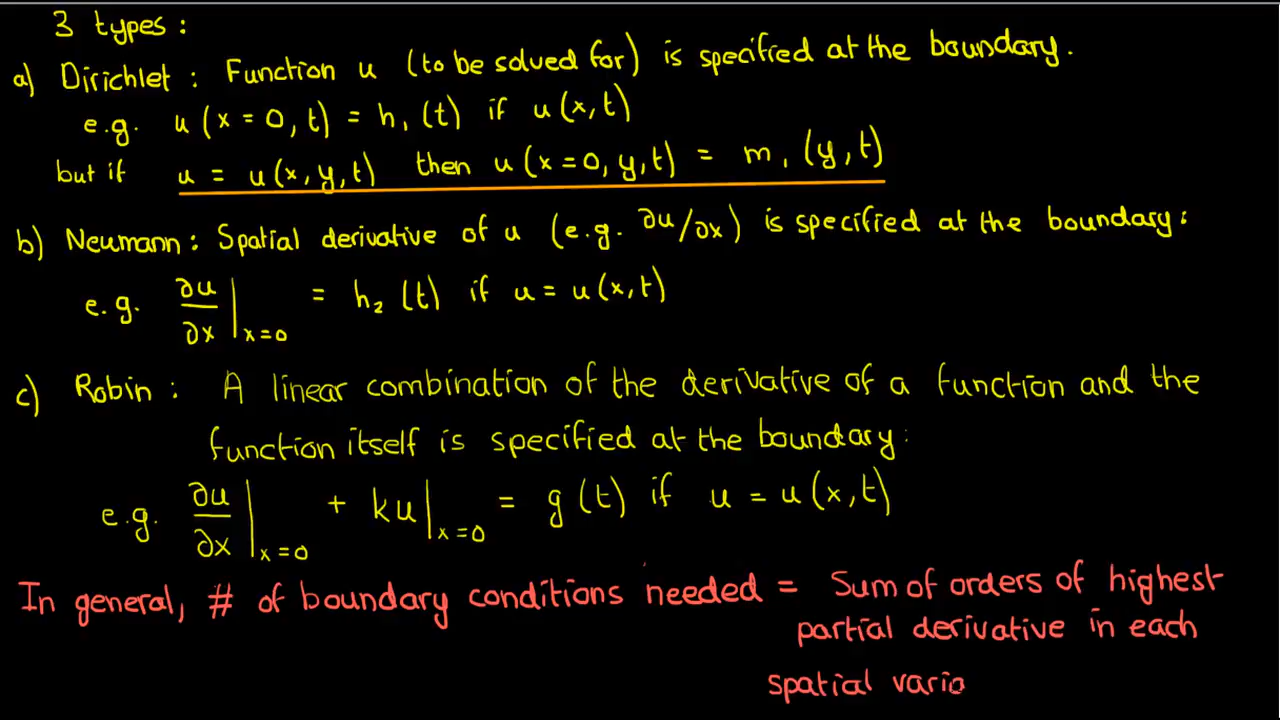 3 types :
a) Dirichlet : Function u (to be solved for) is specified at the boundary.
e.g. u(x = 0, t) = h₁(t) if u(x, t)
but if u = u(x, y, t) then u(x = 0, y, t) = m₁(y, t)
b) Neumann : Spatial derivative of u (e.g. ∂u/∂x) is specified at the boundary :
e.g. ∂u/∂x |ₓ₌₀ = h₂(t) if u = u(x, t)
c) Robin : A linear combination of the derivative of a function and the
function itself is specified at the boundary :
e.g. ∂u/∂x |ₓ₌₀ + ku |ₓ₌₀ = g(t) if u = u(x, t)
In general, # of boundary conditions needed = Sum of orders of highest
partial derivative in each
spatial varia